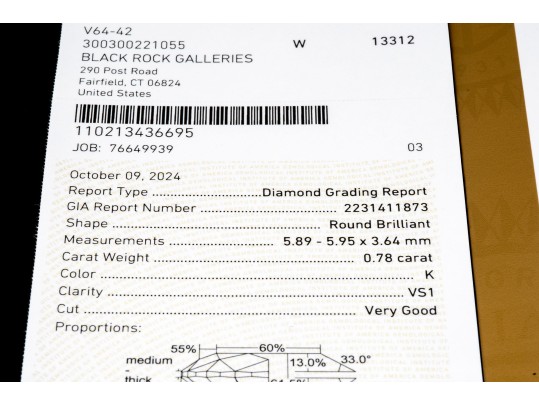 V64-42
300300221055 W 13312
BLACK ROCK GALLERIES
290 Post Road
Fairfield, CT 06824
United States
110213436695
JOB: 76649939 03
October 09, 2024
Report Type ........................ Diamond Grading Report
GIA Report Number ........................ 2231411873
Shape ........................ Round Brilliant
Measurements ........................ 5.89 - 5.95 x 3.64 mm
Carat Weight ........................ 0.78 carat
Color ........................ K
Clarity ........................ VS1
Cut ........................ Very Good
Proportions:
55% 60%
medium 13.0% 33.0°
-
thick 61.5%